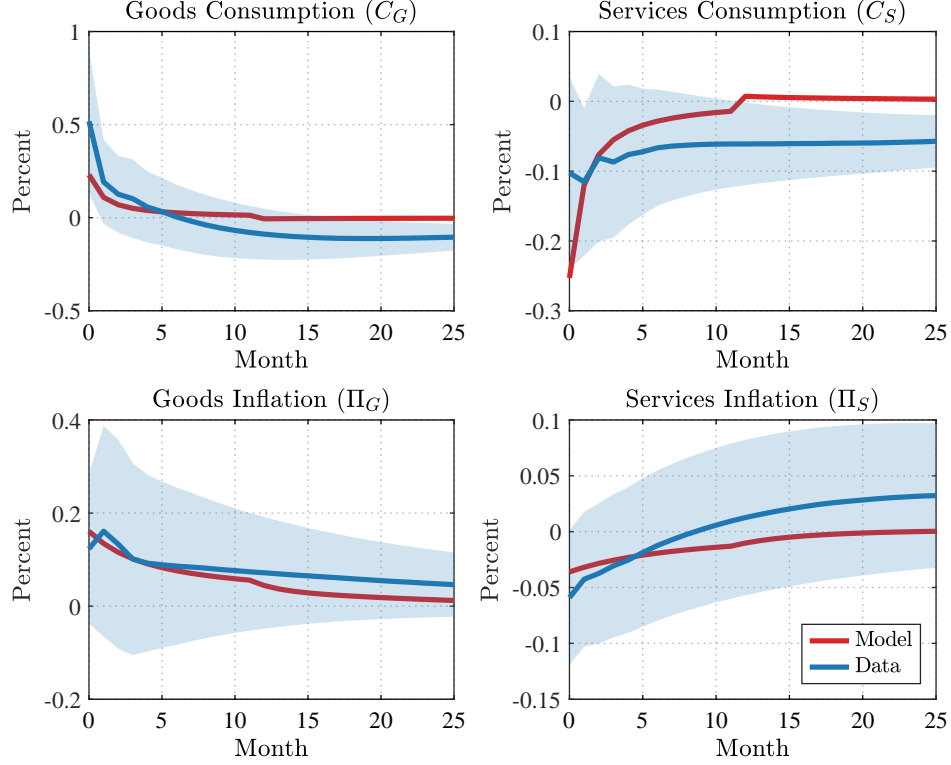 Goods Consumption (C_G)
1
0.5
0
-0.5
Percent
0 5 10 15 20 25
Month
Services Consumption (C_S)
0.1
0
-0.1
-0.2
-0.3
Percent
0 5 10 15 20 25
Month
Goods Inflation (Π_G)
0.4
0.2
0
-0.2
Percent
0 5 10 15 20 25
Month
Services Inflation (Π_S)
0.1
0.05
0
-0.05
-0.1
-0.15
Percent
0 5 10 15 20 25
Month
Model
Data